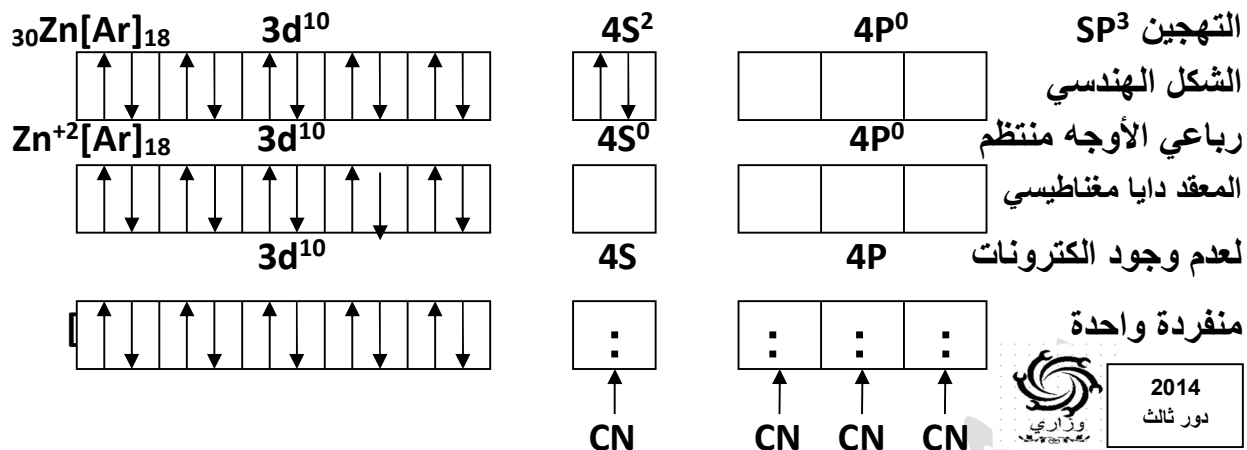 ₃₀Zn[Ar]₁₈ 3d¹⁰ 4S² 4P⁰ التهجين SP³
الشكل الهندسي
Zn⁺²[Ar]₁₈ 3d¹⁰ 4S⁰ 4P⁰ رباعي الأوجه منتظم
المعقد دايا مغناطيسي
3d¹⁰ 4S 4P لعدم وجود الكترونات
[ : : : : منفردة واحدة
CN CN CN CN
وزاري
2014
دور ثالث